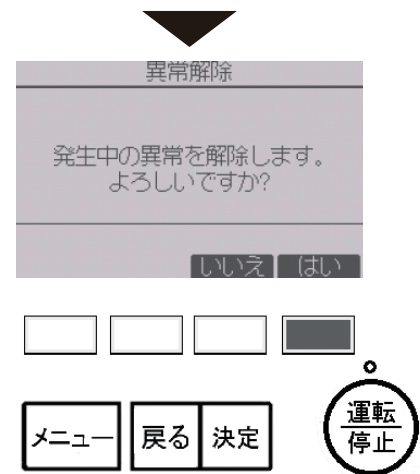 異常解除
発生中の異常を解除します。
よろしいですか?
いいえ はい
メニュー 戻る 決定 運転
停止